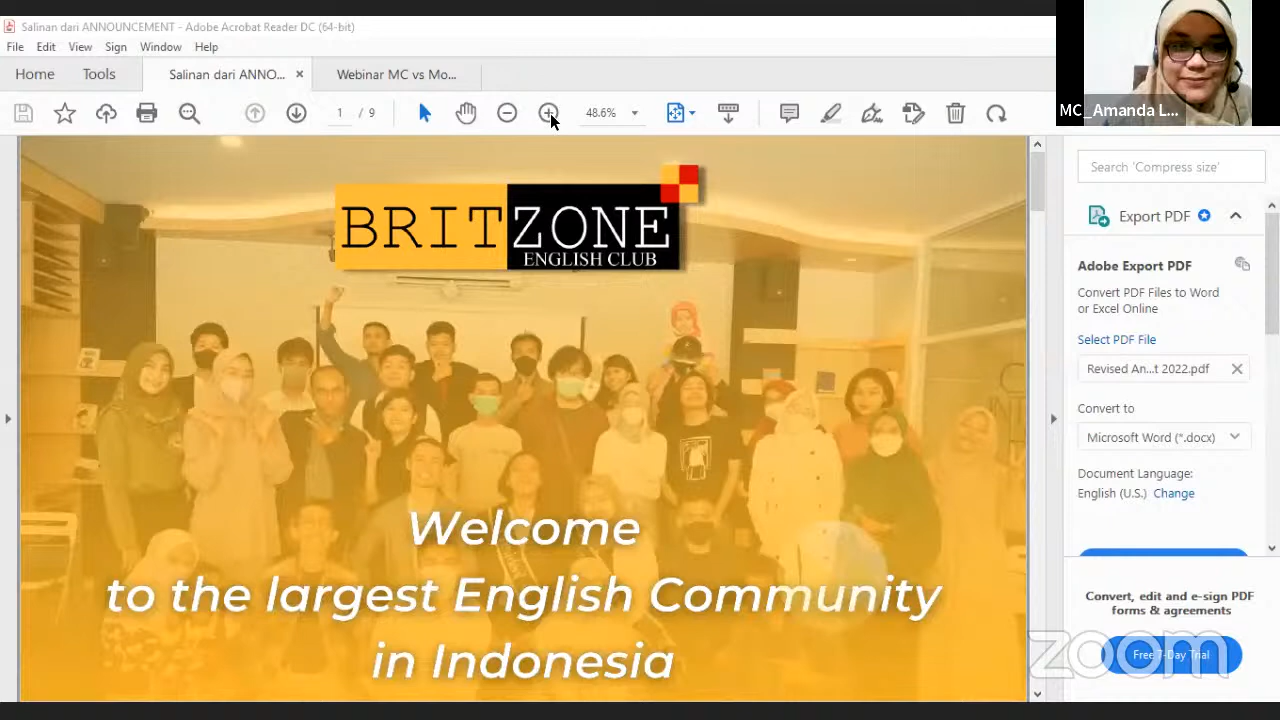 Salinan dari ANNOUNCEMENT - Adobe Acrobat Reader DC (64-bit)
File Edit View Sign Window Help
Home Tools Salinan dari ANNO... × Webinar MC vs Mo...
1 / 9 48.6%
MC_Amanda L...
BRITZONE
ENGLISH CLUB
Welcome
to the largest English Community
in Indonesia
Search 'Compress size'
Export PDF
Adobe Export PDF
Convert PDF Files to Word
or Excel Online
Select PDF File
Revised An...t 2022.pdf
Convert to
Microsoft Word (*.docx)
Document Language:
English (U.S.) Change
Convert, edit and e-sign PDF
forms & agreements
Free 7-Day Trial
zoom